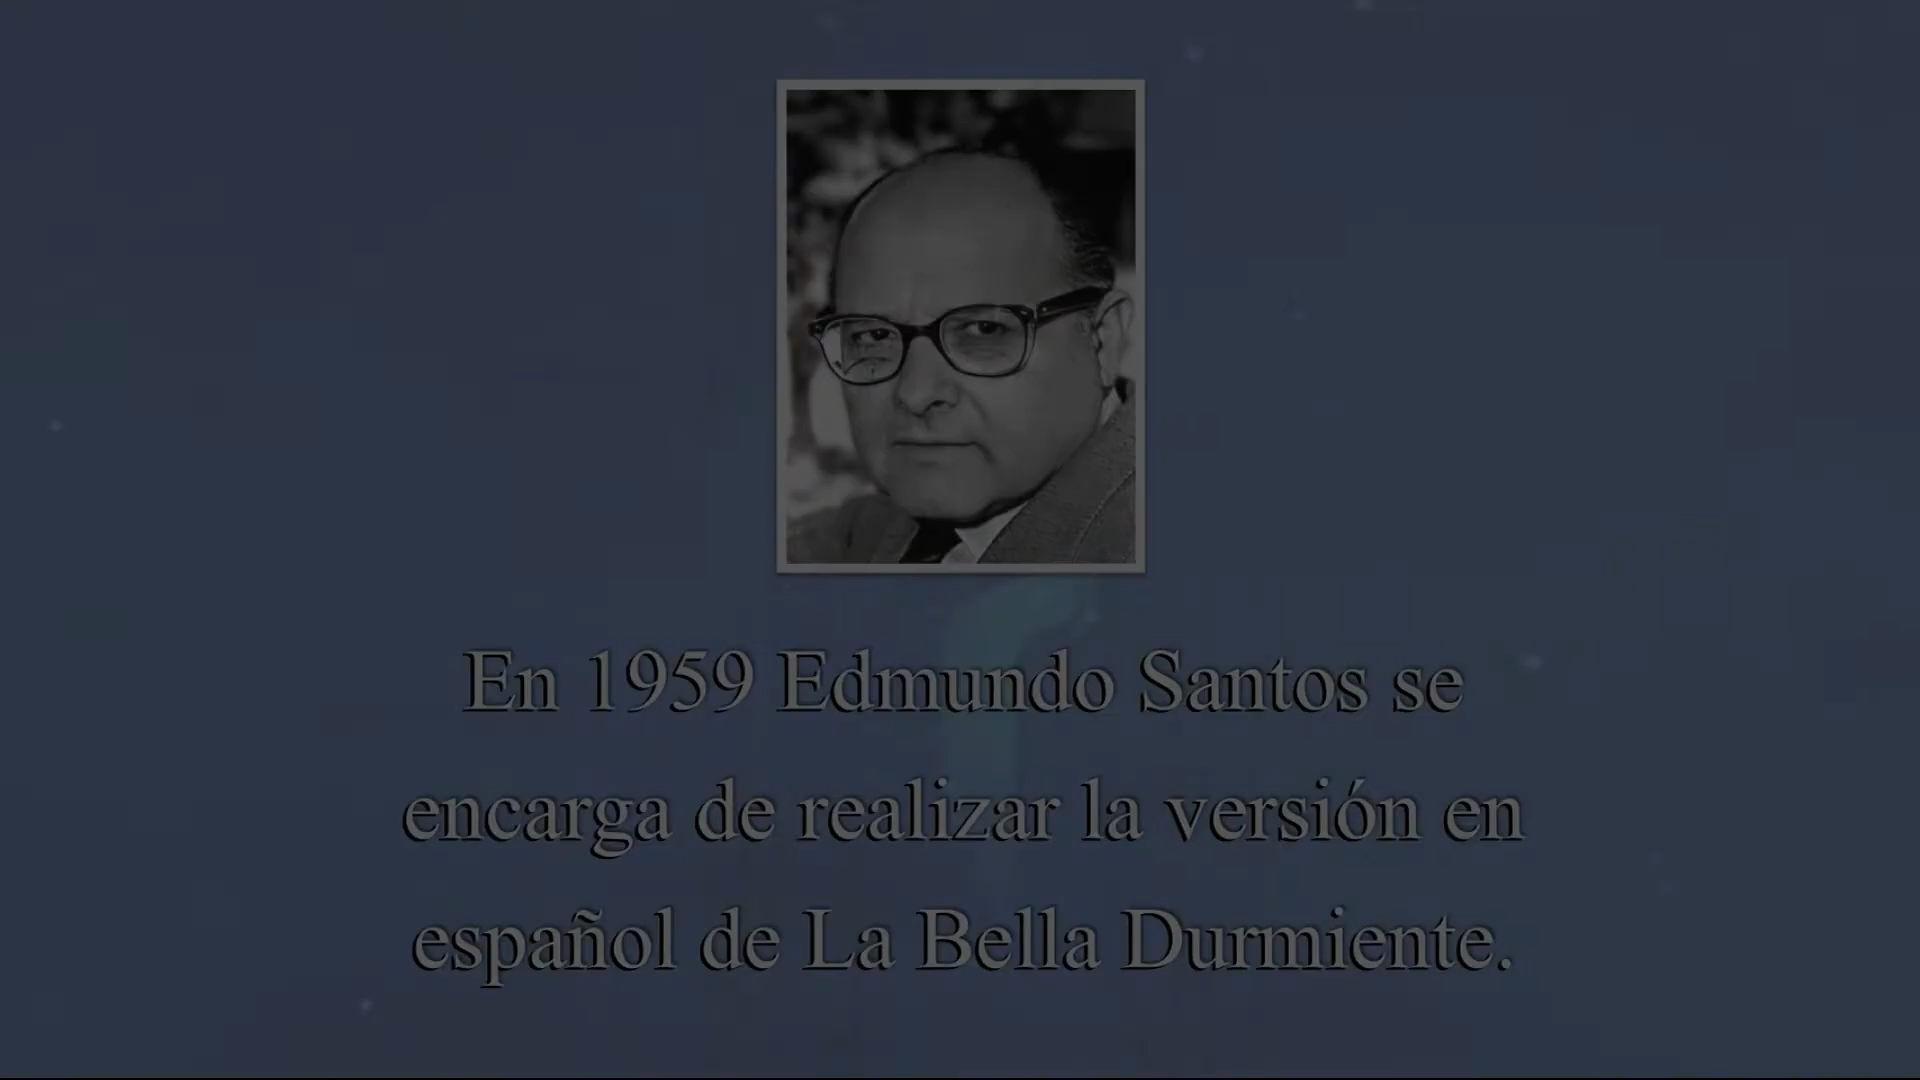 En 1959 Edmundo Santos se
encarga de realizar la versión en
español de La Bella Durmiente.